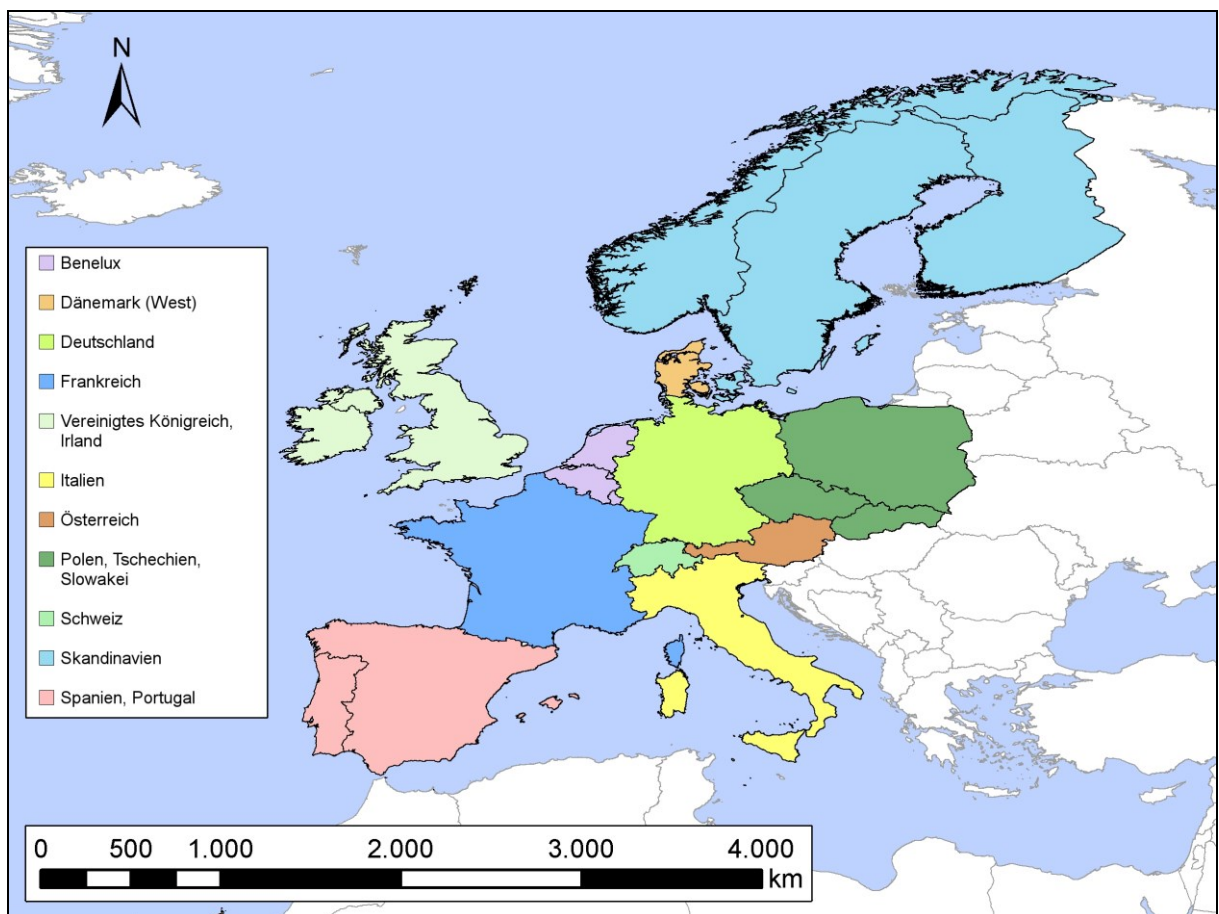 N
Benelux
Dänemark (West)
Deutschland
Frankreich
Vereinigtes Königreich,
Irland
Italien
Österreich
Polen, Tschechien,
Slowakei
Schweiz
Skandinavien
Spanien, Portugal
0 500 1.000 2.000 3.000 4.000
km